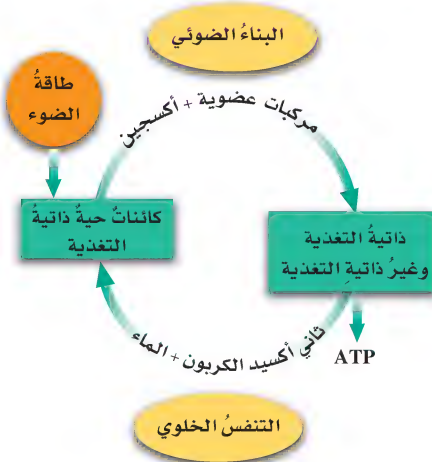 البناءُ الضوئي
طاقةُ
الضوء
مركبات عضوية + أكسجين
كائناتٌ حيةٌ ذاتيةُ
التغذية
ذاتيةُ التغذية
وغيرُ ذاتيةِ التغذية
ATP
ثاني أكسيد الكربون + الماء
التنفسُ الخلوي